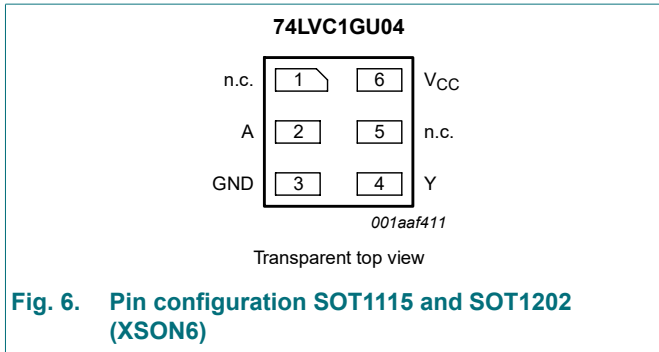 74LVC1GU04
n.c. 1 6 VCC
A 2 5 n.c.
GND 3 4 Y
001aaf411
Transparent top view
Fig. 6. Pin configuration SOT1115 and SOT1202
(XSON6)